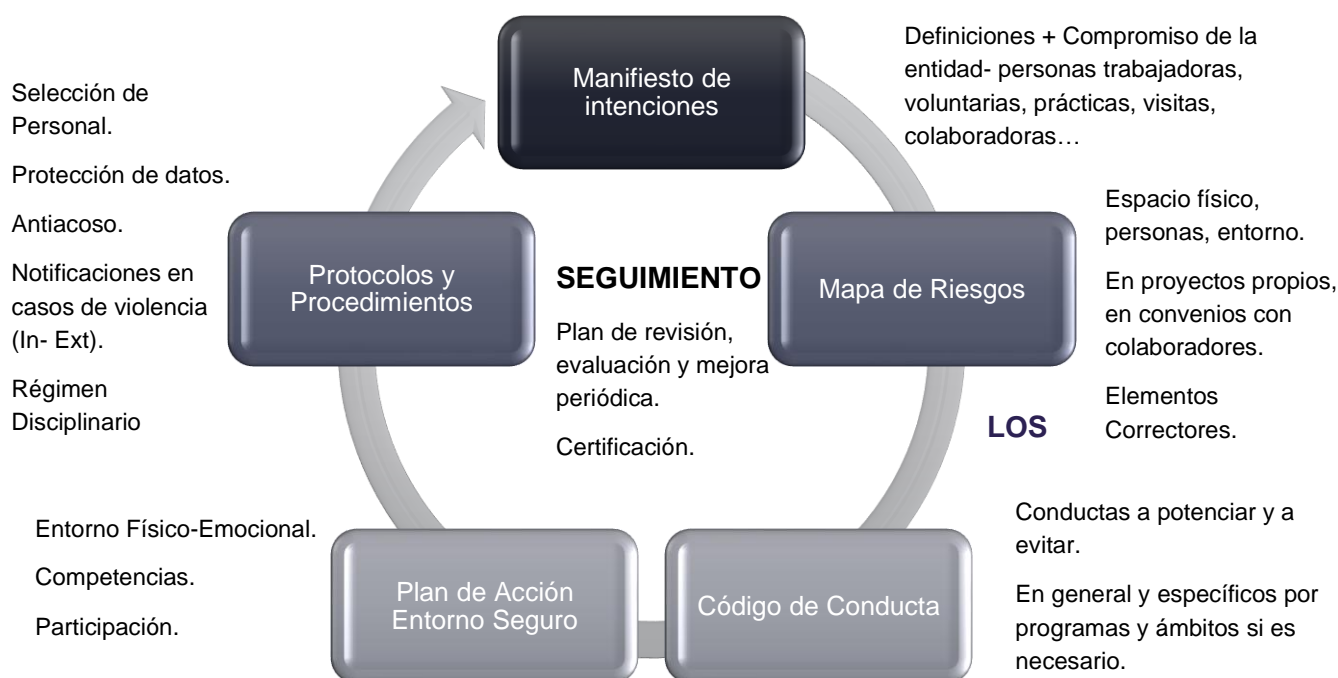 Manifiesto de
intenciones
Definiciones + Compromiso de la
entidad- personas trabajadoras,
voluntarias, prácticas, visitas,
colaboradoras…
Mapa de Riesgos
Espacio físico,
personas, entorno.
En proyectos propios,
en convenios con
colaboradores.
Elementos
Correctores.
LOS
Código de Conducta
Conductas a potenciar y a
evitar.
En general y específicos por
programas y ámbitos si es
necesario.
Plan de Acción
Entorno Seguro
Entorno Físico-Emocional.
Competencias.
Participación.
Protocolos y
Procedimientos
Selección de
Personal.
Protección de datos.
Antiacoso.
Notificaciones en
casos de violencia
(In- Ext).
Régimen
Disciplinario
SEGUIMIENTO
Plan de revisión,
evaluación y mejora
periódica.
Certificación.